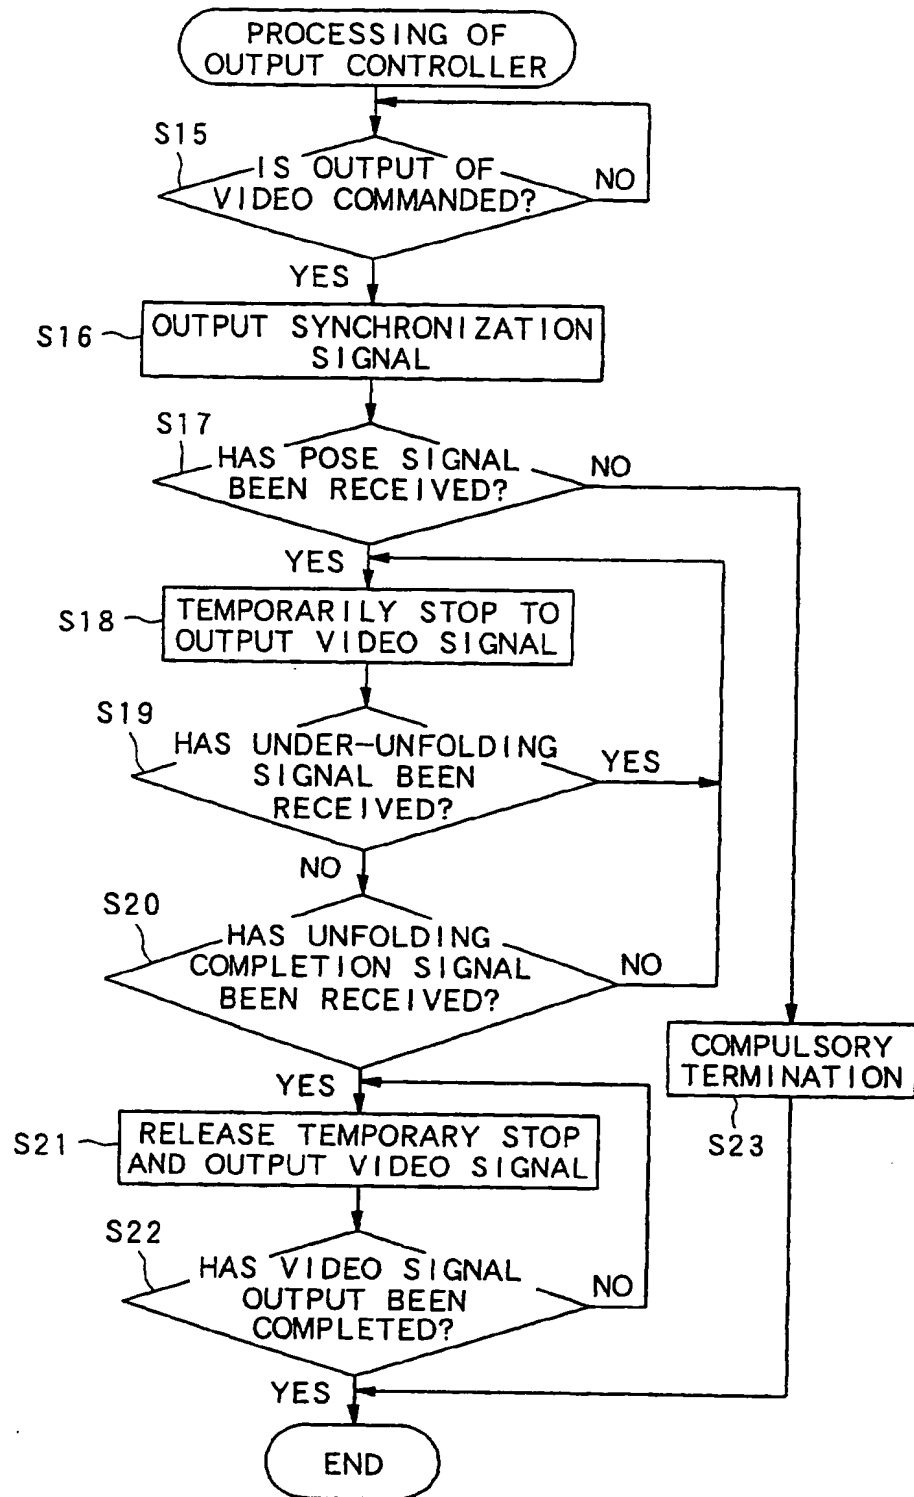 PROCESSING OF
OUTPUT CONTROLLER
S15
IS OUTPUT OF
VIDEO COMMANDED?
NO
YES
S16
OUTPUT SYNCHRONIZATION
SIGNAL
S17
HAS POSE SIGNAL
BEEN RECEIVED?
NO
YES
S18
TEMPORARILY STOP TO
OUTPUT VIDEO SIGNAL
S19
HAS UNDER-UNFOLDING
SIGNAL BEEN
RECEIVED?
YES
NO
S20
HAS UNFOLDING
COMPLETION SIGNAL
BEEN RECEIVED?
NO
COMPULSORY
TERMINATION
S23
YES
S21
RELEASE TEMPORARY STOP
AND OUTPUT VIDEO SIGNAL
S22
HAS VIDEO SIGNAL
OUTPUT BEEN
COMPLETED?
NO
YES
END